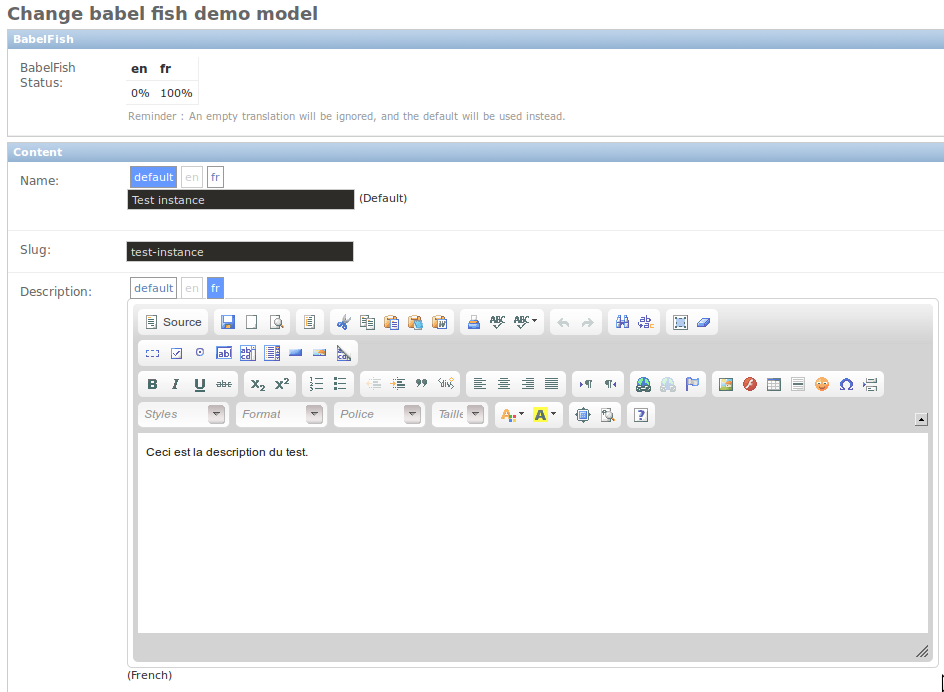 Change babel fish demo model
BabelFish
BabelFish Status:
en fr
0% 100%
Reminder : An empty translation will be ignored, and the default will be used instead.
Content
Name:
default en fr
Test instance (Default)
Slug:
test-instance
Description:
default en fr
Source
B I U abc X₂ X²
Styles Format Police Taille
Ceci est la description du test.
(French)